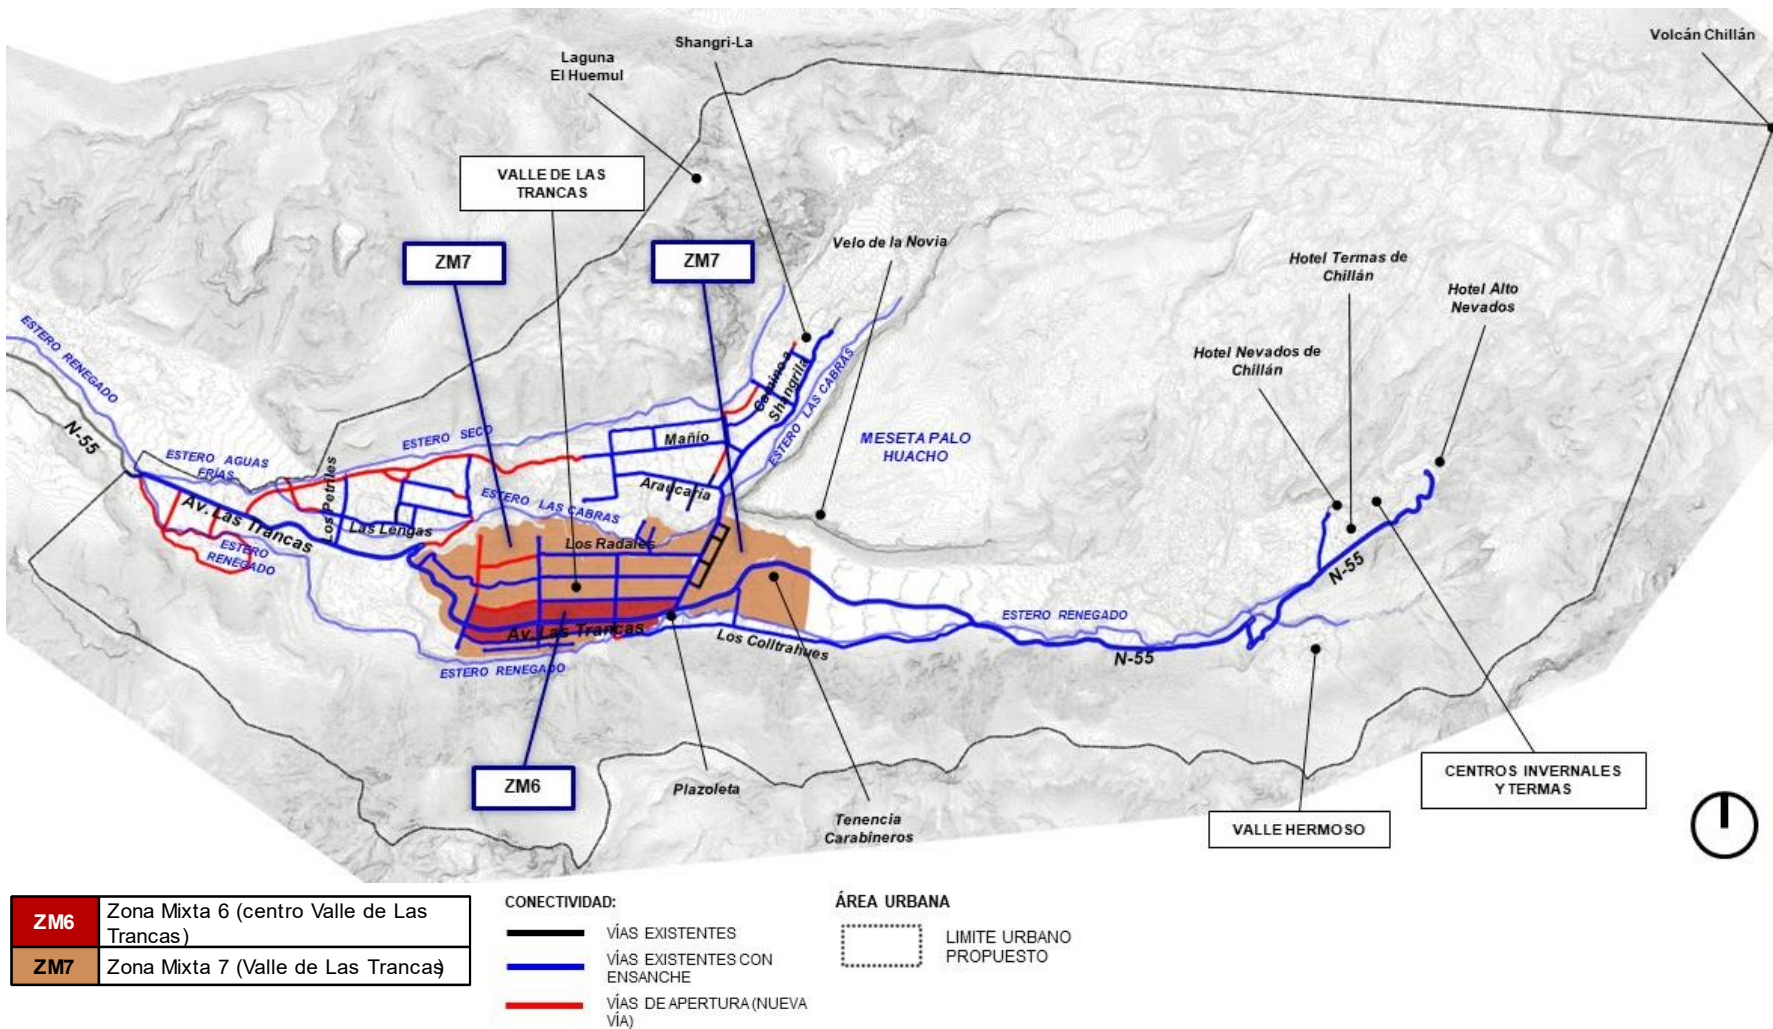 Shangri-La
Volcán Chillán
Laguna
El Huemul
VALLE DE LAS
TRANCAS
ZM7
ZM7
Velo de la Novia
Hotel Termas de
Chillán
Hotel Alto
Nevados
Hotel Nevados de
Chillán
ESTERO RENEGADO
N-55
ESTERO SECO
Camino a
Shangrila
ESTERO LAS CABRAS
Mañío
MESETA PALO
HUACHO
ESTERO AGUAS
FRÍAS
Los Petriles
Araucaria
ESTERO LAS CABRAS
Av. Las Trancas
Las Lengas
ESTERO
RENEGADO
Los Radales
N-55
ESTERO RENEGADO
Av. Las Trancas
Los Colltrahues
N-55
ESTERO RENEGADO
ZM6
Plazoleta
Tenencia
Carabineros
CENTROS INVERNALES
Y TERMAS
VALLE HERMOSO
ZM6
Zona Mixta 6 (centro Valle de Las
Trancas)
ZM7
Zona Mixta 7 (Valle de Las Trancas)
CONECTIVIDAD:
VÍAS EXISTENTES
VÍAS EXISTENTES CON
ENSANCHE
VÍAS DE APERTURA (NUEVA
VÍA)
ÁREA URBANA
LIMITE URBANO
PROPUESTO